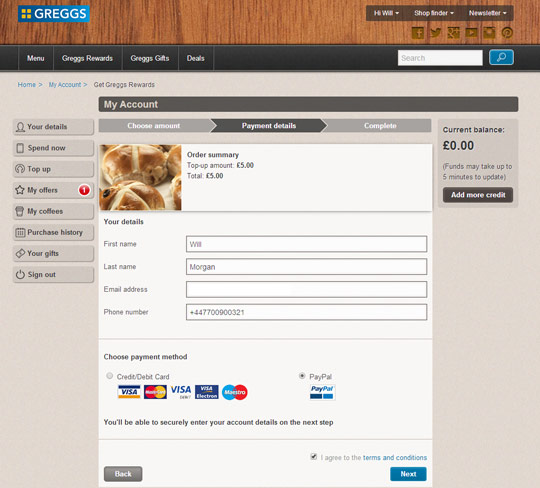 GREGGS
Hi Will
Shop finder
Newsletter
Menu
Greggs Rewards
Greggs Gifts
Deals
Search
Home > My Account > Get Greggs Rewards
My Account
Your details
Spend now
Top up
My offers 1
My coffees
Purchase history
Your gifts
Sign out
Choose amount
Payment details
Complete
Order summary
Top-up amount: £5.00
Total: £5.00
Your details
First name Will
Last name Morgan
Email address
Phone number +447700900321
Choose payment method
Credit/Debit Card
VISA MasterCard VISA DEBIT VISA Electron Maestro
PayPal
PayPal
You'll be able to securely enter your account details on the next step
I agree to the terms and conditions
Back
Next
Current balance:
£0.00
(Funds may take up to
5 minutes to update)
Add more credit